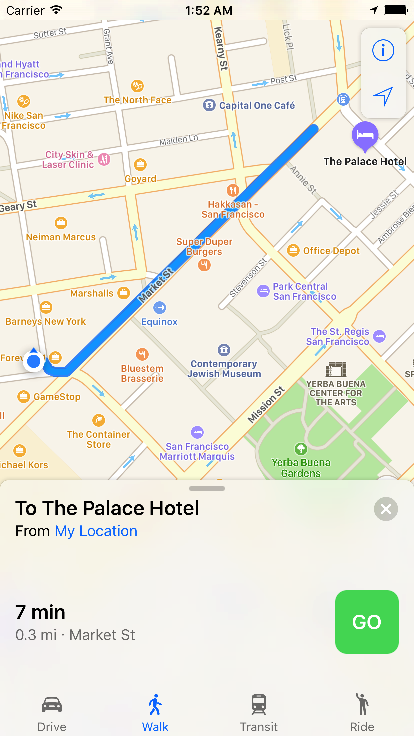 Carrier 1:52 AM
Sutter St
Grant Ave
Kearny St
Lick Pl
and Hyatt
n Francisco
The North Face
Post St
Capital One Café
Nike San
Francisco
Maiden Ln
City Skin &
Laser Clinic
The Palace Hotel
Goyard
Annie St
Jessie St
Geary St
Hakkasan -
San Francisco
Ambrose Bie
Neiman Marcus
Super Duper
Burgers
Office Depot
Stevenson St
Marshalls
Market St
Park Central
San Francisco
Barneys New York
Equinox
The St. Regis
San Francisco
Forev
Bluestem
Brasserie
Contemporary
Jewish Museum
YERBA BUENA
CENTER FOR
THE ARTS
SP
GameStop
Mission St
The Container
Store
San Francisco
Marriott Marquis
ichael Kors
Yerba Buena
Gardens
To The Palace Hotel
From My Location
7 min
0.3 mi · Market St
GO
Drive
Walk
Transit
Ride